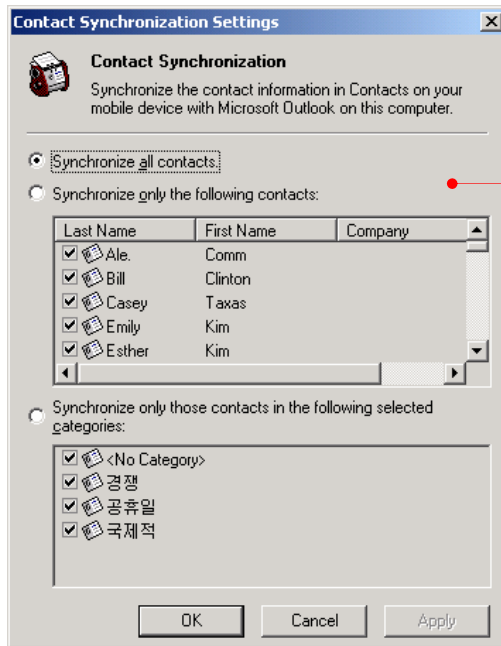 Contact Synchronization Settings
Contact Synchronization
Synchronize the contact information in Contacts on your
mobile device with Microsoft Outlook on this computer.
Synchronize all contacts.
Synchronize only the following contacts:
Last Name First Name Company
Ale. Comm
Bill Clinton
Casey Taxas
Emily Kim
Esther Kim
Synchronize only those contacts in the following selected
categories:
<No Category>
경쟁
공휴일
국제적
OK Cancel Apply